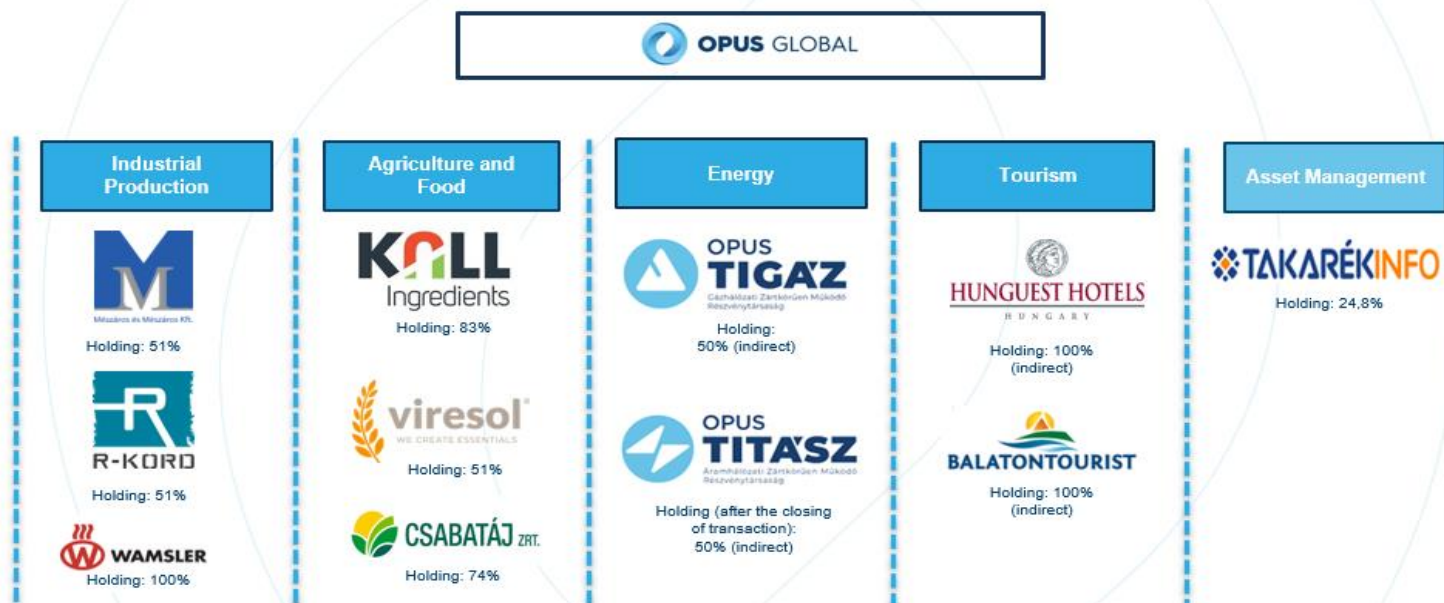 OPUS GLOBAL
Industrial
Production
Mészáros és Mészáros Kft.
Holding: 51%
R-KORD
Holding: 51%
WAMSLER
Holding: 100%
Agriculture and
Food
KALL
Ingredients
Holding: 83%
viresol®
WE CREATE ESSENTIALS
Holding: 51%
CSABATÁJ ZRT.
Holding: 74%
Energy
OPUS
TIGÁZ
Gázhálózati Zártkörűen Működő
Részvénytársaság
Holding:
50% (indirect)
OPUS
TITÁSZ
Áramhálózati Zártkörűen Működő
Részvénytársaság
Holding (after the closing
of transaction):
50% (indirect)
Tourism
HUNGUEST HOTELS
HUNGARY
Holding: 100%
(indirect)
BALATONTOURIST
Holding: 100%
(indirect)
Asset Management
TAKARÉKINFO
Holding: 24,8%